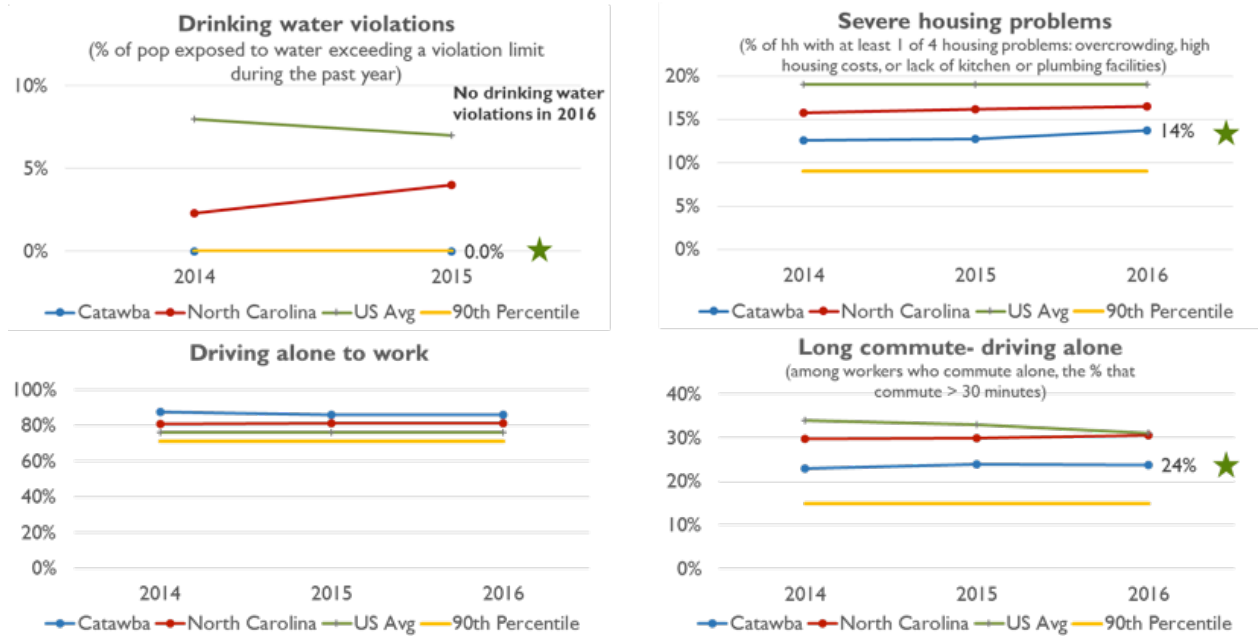 Drinking water violations
(% of pop exposed to water exceeding a violation limit
during the past year)
10%
No drinking water
violations in 2016
5%
0%
0.0%
2014 2015
Catawba North Carolina US Avg 90th Percentile
Severe housing problems
(% of hh with at least 1 of 4 housing problems: overcrowding, high
housing costs, or lack of kitchen or plumbing facilities)
20%
15%
14%
10%
5%
0%
2014 2015 2016
Catawba North Carolina US Avg 90th Percentile
Driving alone to work
100%
80%
60%
40%
20%
0%
2014 2015 2016
Catawba North Carolina US Avg 90th Percentile
Long commute- driving alone
(among workers who commute alone, the % that
commute > 30 minutes)
40%
30%
24%
20%
10%
0%
2014 2015 2016
Catawba North Carolina US Avg 90th Percentile